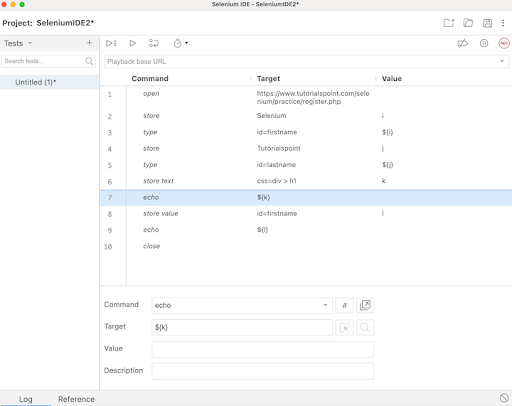 Selenium IDE - SeleniumIDE2*
Project: SeleniumIDE2*
REC
Tests
+
Search tests...
Playback base URL
Untitled (1)*
Command Target Value
1 open https://www.tutorialspoint.com/sele
nium/practice/register.php
2 store Selenium i
3 type id=firstname ${i}
4 store Tutorialspoint j
5 type id=lastname ${j}
6 store text css=div > h1 k
7 echo ${k}
8 store value id=firstname l
9 echo ${l}
10 close
Command echo //
Target ${k}
Value
Description
Log Reference